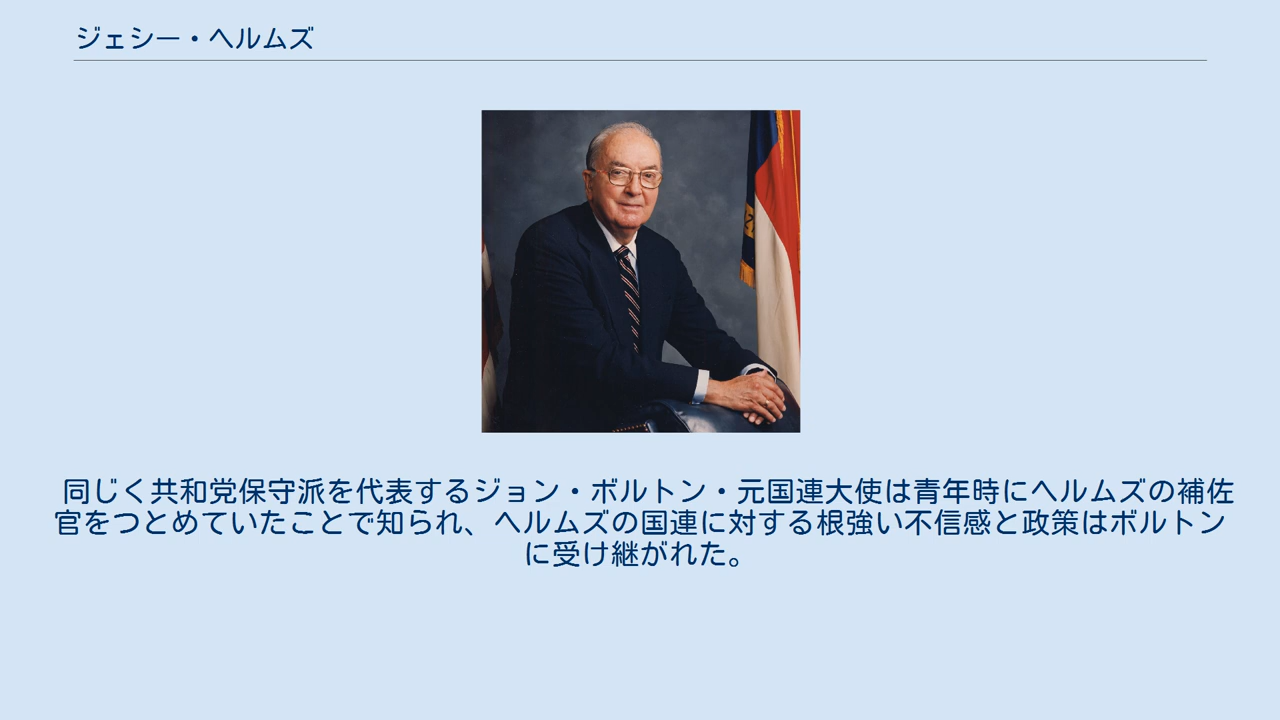 ジェシー・ヘルムズ
同じく共和党保守派を代表するジョン・ボルトン・元国連大使は青年時にヘルムズの補佐
官をつとめていたことで知られ、ヘルムズの国連に対する根強い不信感と政策はボルトン
に受け継がれた。